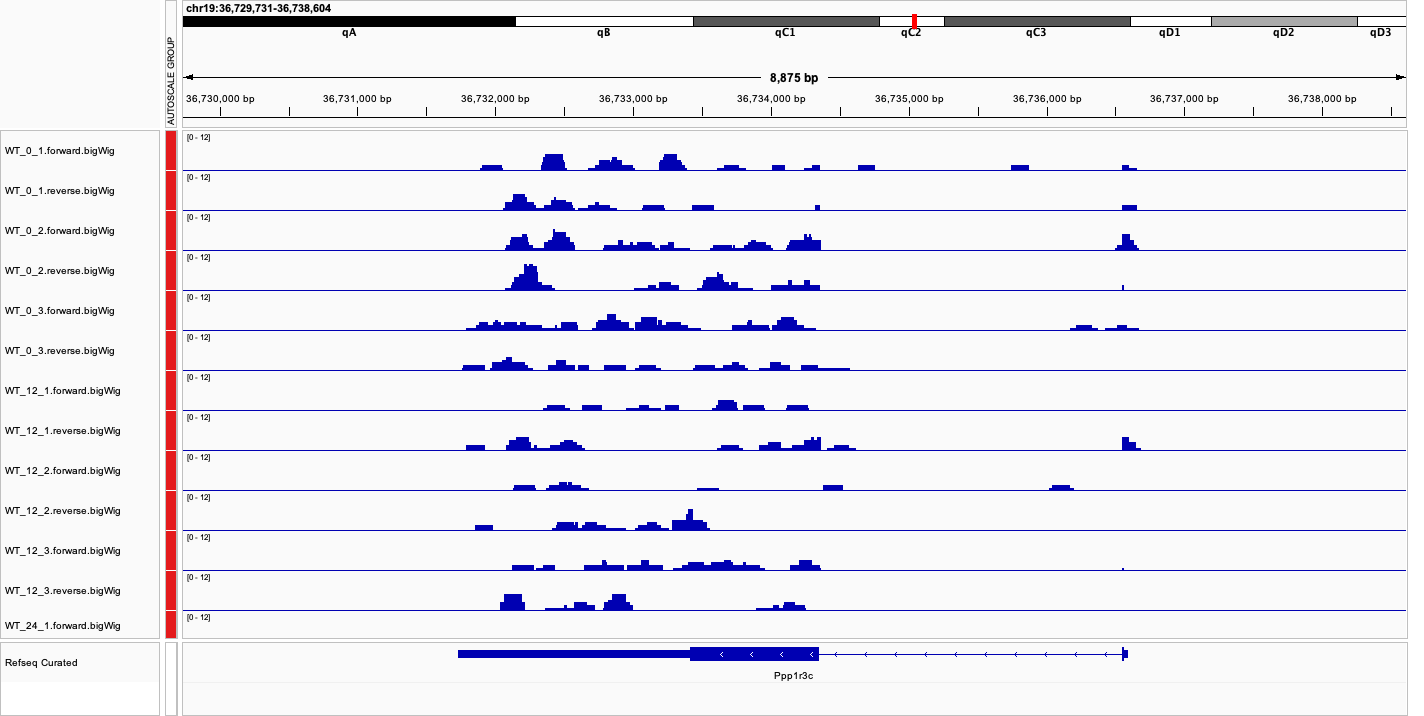 chr19:36,729,731-36,738,604
AUTOSCALE GROUP
qA qB qC1 qC2 qC3 qD1 qD2 qD3
8,875 bp
36,730,000 bp 36,731,000 bp 36,732,000 bp 36,733,000 bp 36,734,000 bp 36,735,000 bp 36,736,000 bp 36,737,000 bp 36,738,000 bp
WT_0_1.forward.bigWig [0 - 12]
WT_0_1.reverse.bigWig [0 - 12]
WT_0_2.forward.bigWig [0 - 12]
WT_0_2.reverse.bigWig [0 - 12]
WT_0_3.forward.bigWig [0 - 12]
WT_0_3.reverse.bigWig [0 - 12]
WT_12_1.forward.bigWig [0 - 12]
WT_12_1.reverse.bigWig [0 - 12]
WT_12_2.forward.bigWig [0 - 12]
WT_12_2.reverse.bigWig [0 - 12]
WT_12_3.forward.bigWig [0 - 12]
WT_12_3.reverse.bigWig [0 - 12]
WT_24_1.forward.bigWig [0 - 12]
Refseq Curated
Ppp1r3c